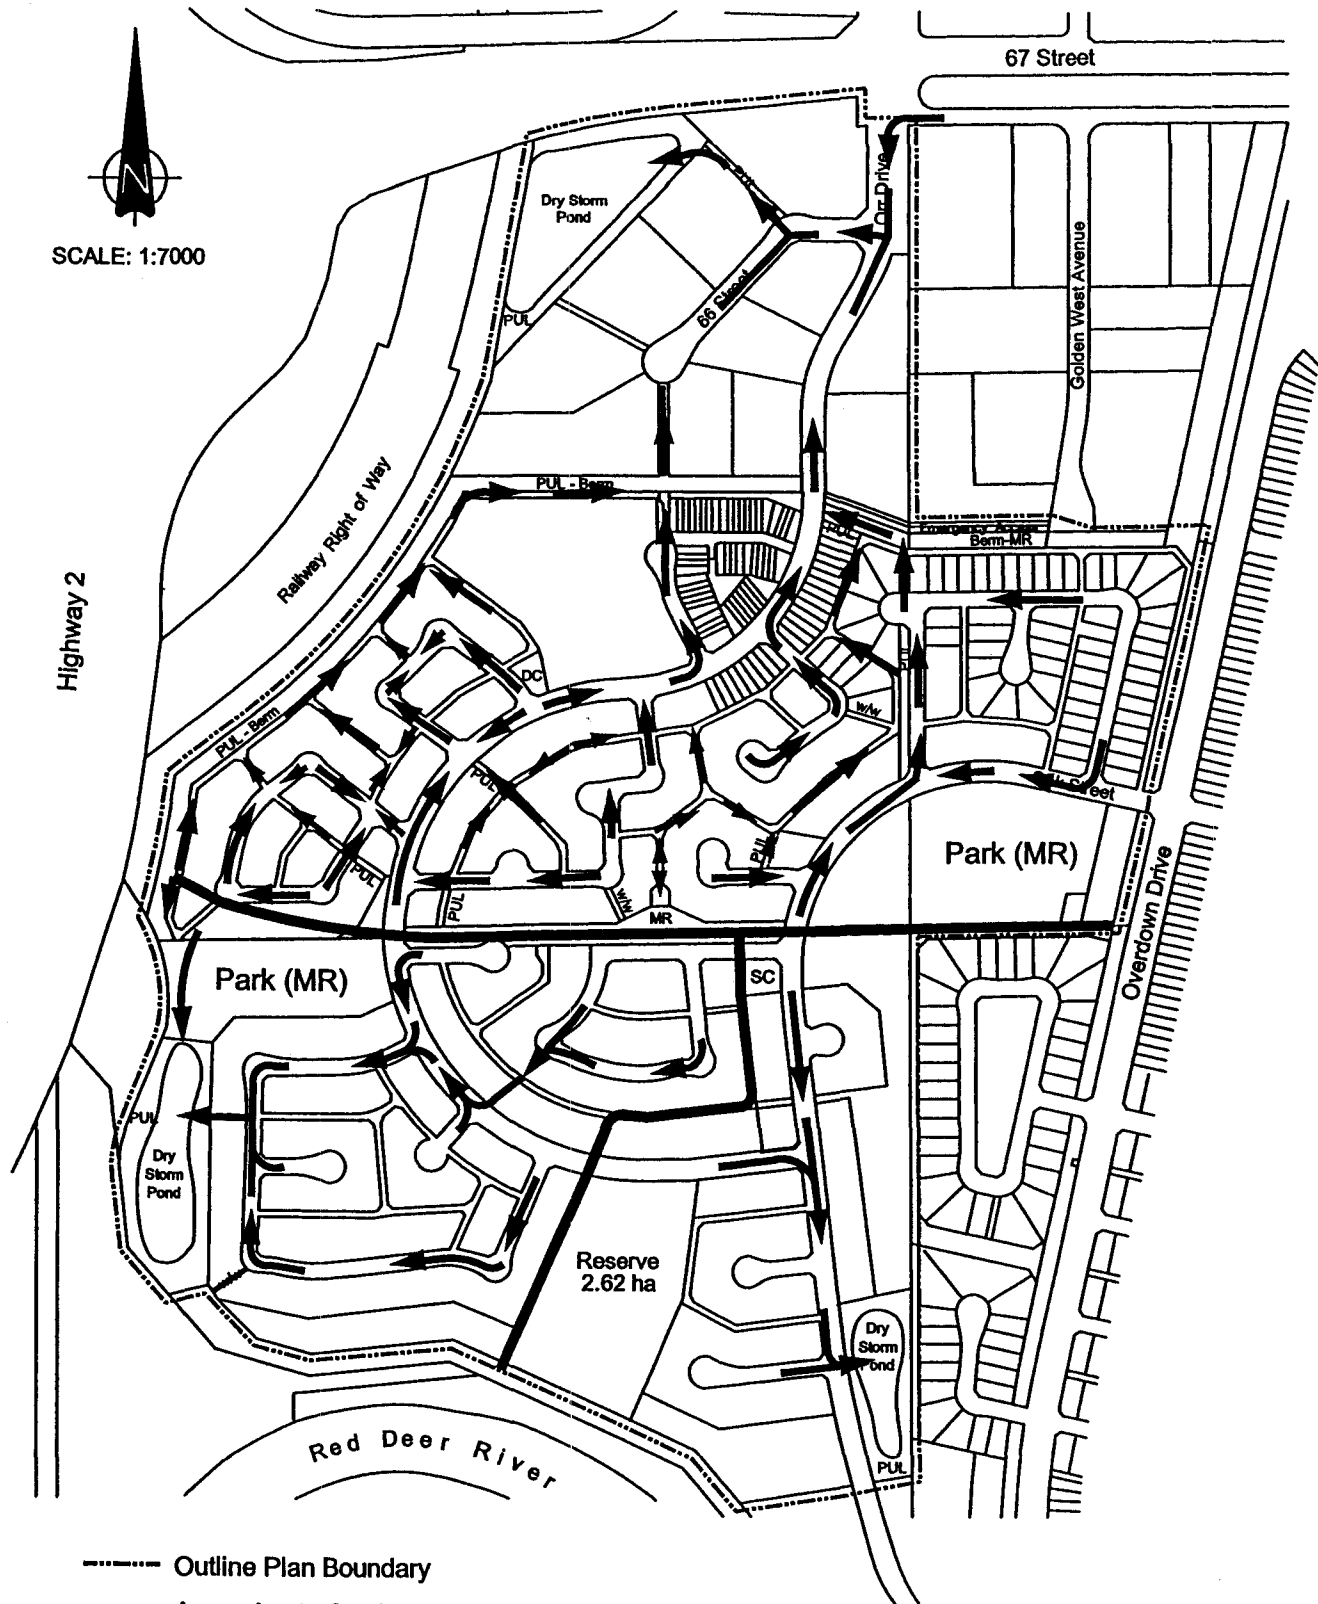 67 Street
N
SCALE: 1:7000
Orr Drive
PUL
Dry Storm
Pond
Golden West Avenue
66 Street
PUL
Railway Right of Way
PUL - Berm
PUL
Emergency Access
Berm-MR
Highway 2
PUL
DC
w/w
PUL - Berm
PUL
Street
Park (MR)
PUL
PUL
PUL
w/w
MR
Overdown Drive
Park (MR)
SC
PUL
Dry
Storm
Pond
Reserve
2.62 ha
Dry
Storm
Pond
PUL
Red Deer River
Outline Plan Boundary